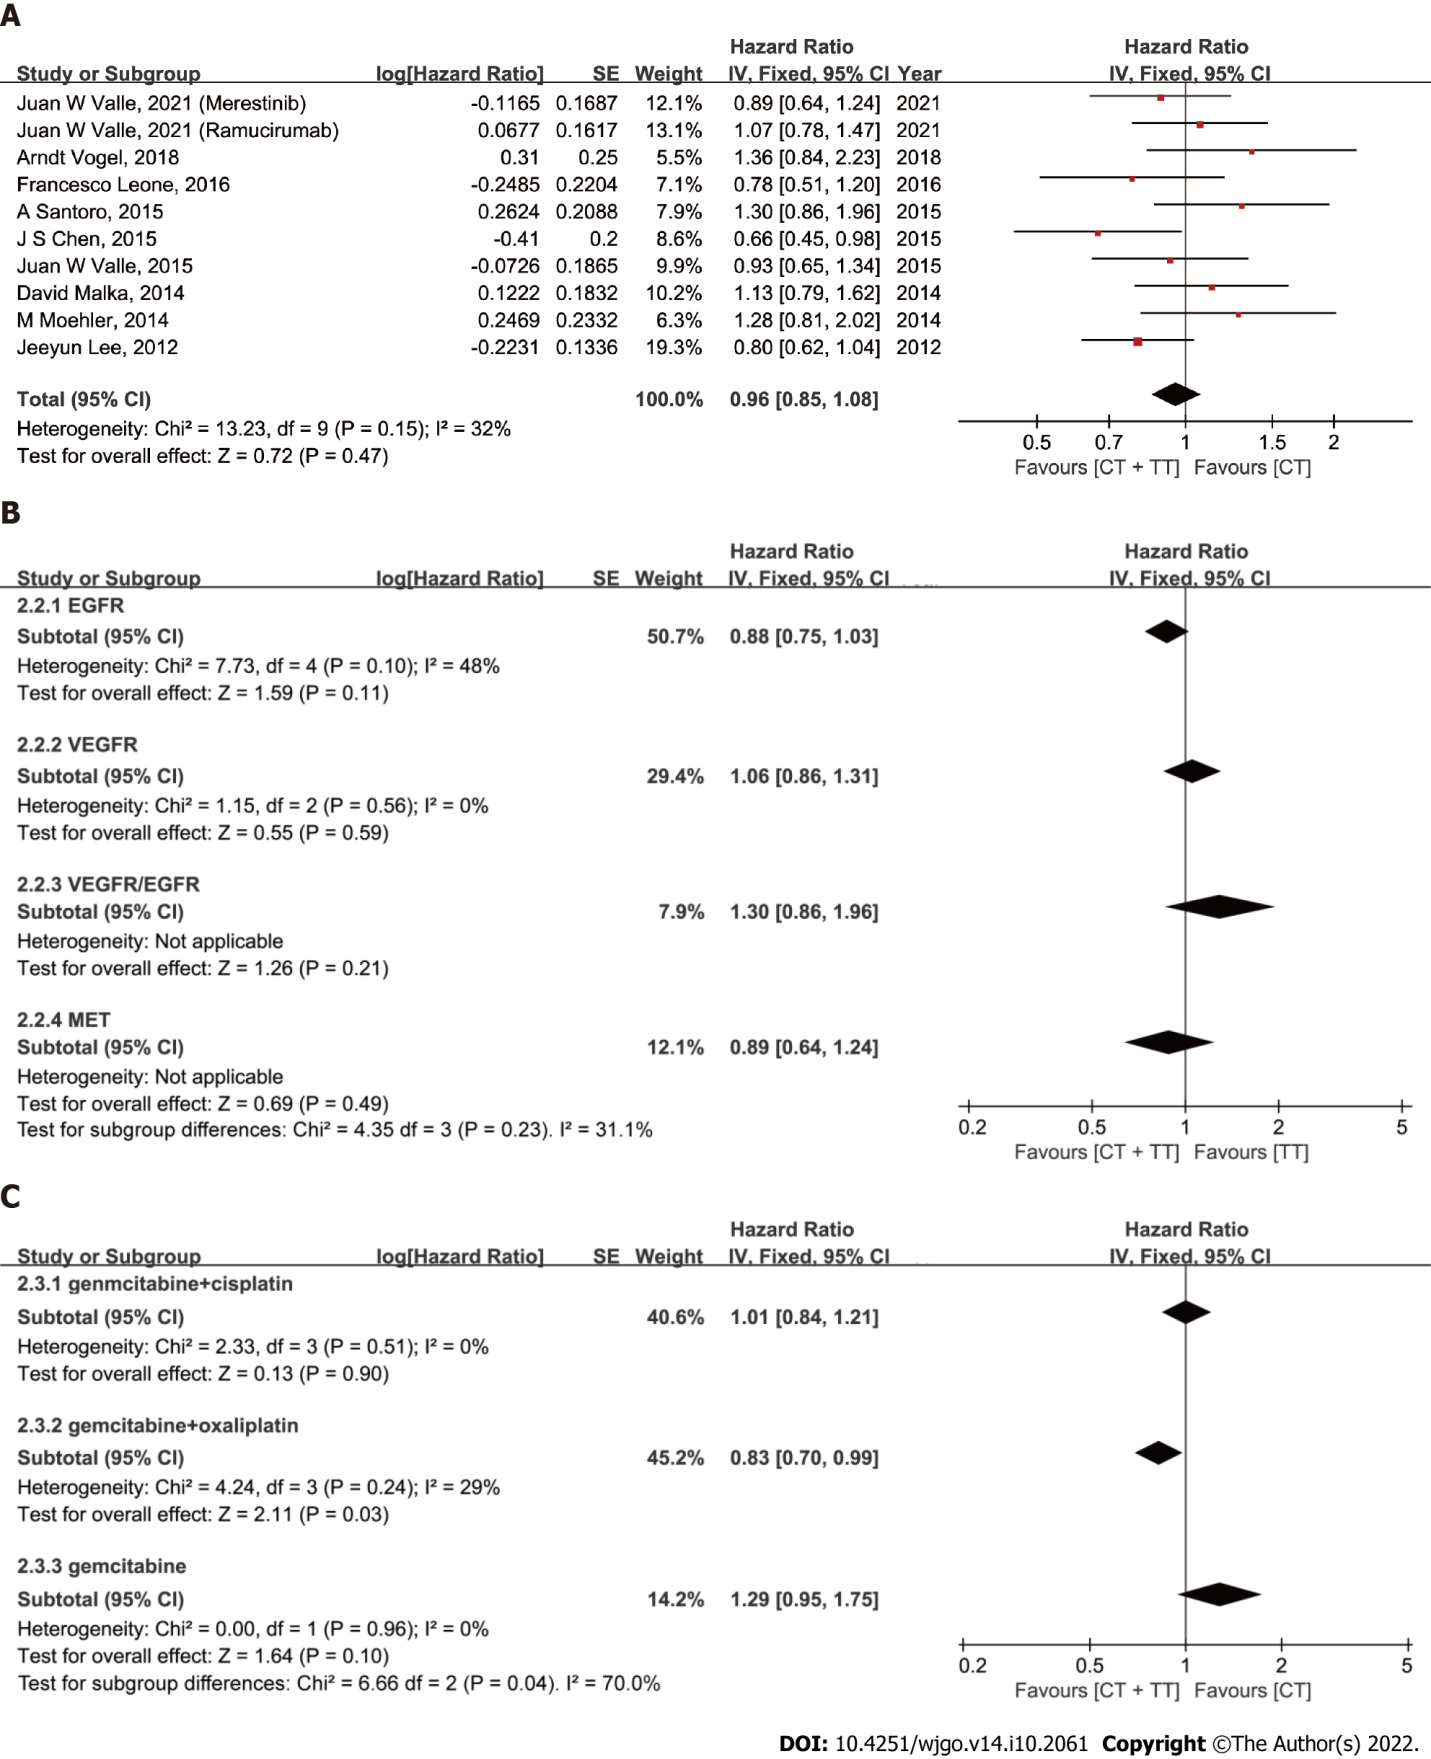 A
Hazard Ratio Hazard Ratio
Study or Subgroup log[Hazard Ratio] SE Weight IV, Fixed, 95% CI Year IV, Fixed, 95% CI
Juan W Valle, 2021 (Merestinib) -0.1165 0.1687 12.1% 0.89 [0.64, 1.24] 2021
Juan W Valle, 2021 (Ramucirumab) 0.0677 0.1617 13.1% 1.07 [0.78, 1.47] 2021
Arndt Vogel, 2018 0.31 0.25 5.5% 1.36 [0.84, 2.23] 2018
Francesco Leone, 2016 -0.2485 0.2204 7.1% 0.78 [0.51, 1.20] 2016
A Santoro, 2015 0.2624 0.2088 7.9% 1.30 [0.86, 1.96] 2015
J S Chen, 2015 -0.41 0.2 8.6% 0.66 [0.45, 0.98] 2015
Juan W Valle, 2015 -0.0726 0.1865 9.9% 0.93 [0.65, 1.34] 2015
David Malka, 2014 0.1222 0.1832 10.2% 1.13 [0.79, 1.62] 2014
M Moehler, 2014 0.2469 0.2332 6.3% 1.28 [0.81, 2.02] 2014
Jeeyun Lee, 2012 -0.2231 0.1336 19.3% 0.80 [0.62, 1.04] 2012
Total (95% CI) 100.0% 0.96 [0.85, 1.08]
Heterogeneity: Chi² = 13.23, df = 9 (P = 0.15); I² = 32%
Test for overall effect: Z = 0.72 (P = 0.47)
0.5 0.7 1 1.5 2
Favours [CT + TT] Favours [CT]
B
Hazard Ratio Hazard Ratio
Study or Subgroup log[Hazard Ratio] SE Weight IV, Fixed, 95% CI IV, Fixed, 95% CI
2.2.1 EGFR
Subtotal (95% CI) 50.7% 0.88 [0.75, 1.03]
Heterogeneity: Chi² = 7.73, df = 4 (P = 0.10); I² = 48%
Test for overall effect: Z = 1.59 (P = 0.11)
2.2.2 VEGFR
Subtotal (95% CI) 29.4% 1.06 [0.86, 1.31]
Heterogeneity: Chi² = 1.15, df = 2 (P = 0.56); I² = 0%
Test for overall effect: Z = 0.55 (P = 0.59)
2.2.3 VEGFR/EGFR
Subtotal (95% CI) 7.9% 1.30 [0.86, 1.96]
Heterogeneity: Not applicable
Test for overall effect: Z = 1.26 (P = 0.21)
2.2.4 MET
Subtotal (95% CI) 12.1% 0.89 [0.64, 1.24]
Heterogeneity: Not applicable
Test for overall effect: Z = 0.69 (P = 0.49)
Test for subgroup differences: Chi² = 4.35 df = 3 (P = 0.23). I² = 31.1%
0.2 0.5 1 2 5
Favours [CT + TT] Favours [TT]
C
Hazard Ratio Hazard Ratio
Study or Subgroup log[Hazard Ratio] SE Weight IV, Fixed, 95% CI IV, Fixed, 95% CI
2.3.1 genmcitabine+cisplatin
Subtotal (95% CI) 40.6% 1.01 [0.84, 1.21]
Heterogeneity: Chi² = 2.33, df = 3 (P = 0.51); I² = 0%
Test for overall effect: Z = 0.13 (P = 0.90)
2.3.2 gemcitabine+oxaliplatin
Subtotal (95% CI) 45.2% 0.83 [0.70, 0.99]
Heterogeneity: Chi² = 4.24, df = 3 (P = 0.24); I² = 29%
Test for overall effect: Z = 2.11 (P = 0.03)
2.3.3 gemcitabine
Subtotal (95% CI) 14.2% 1.29 [0.95, 1.75]
Heterogeneity: Chi² = 0.00, df = 1 (P = 0.96); I² = 0%
Test for overall effect: Z = 1.64 (P = 0.10)
Test for subgroup differences: Chi² = 6.66 df = 2 (P = 0.04). I² = 70.0%
0.2 0.5 1 2 5
Favours [CT + TT] Favours [CT]
DOI: 10.4251/wjgo.v14.i10.2061 Copyright ©The Author(s) 2022.